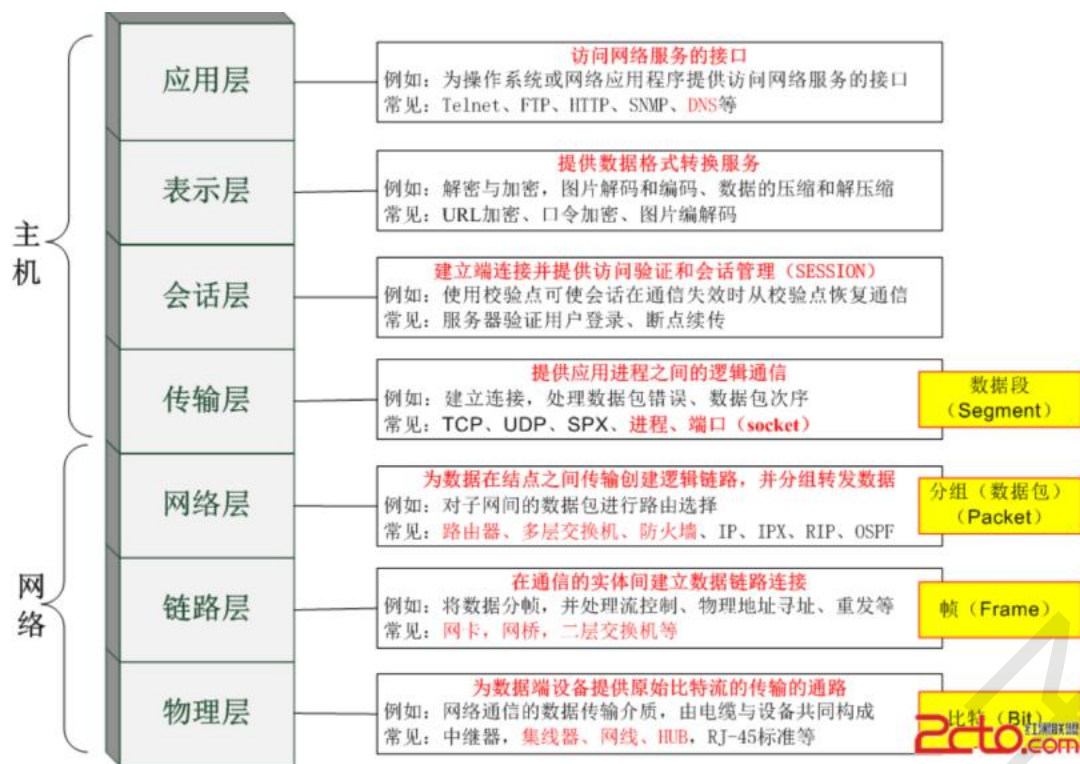 应用层
访问网络服务的接口
例如：为操作系统或网络应用程序提供访问网络服务的接口
常见：Telnet、FTP、HTTP、SNMP、DNS等
表示层
提供数据格式转换服务
例如：解密与加密，图片解码和编码、数据的压缩和解压缩
常见：URL加密、口令加密、图片编解码
主机
会话层
建立端连接并提供访问验证和会话管理（SESSION）
例如：使用校验点可使会话在通信失效时从校验点恢复通信
常见：服务器验证用户登录、断点续传
传输层
提供应用进程之间的逻辑通信
例如：建立连接，处理数据包错误、数据包次序
常见：TCP、UDP、SPX、进程、端口（socket）
数据段
（Segment）
网络层
为数据在结点之间传输创建逻辑链路，并分组转发数据
例如：对子网间的数据包进行路由选择
常见：路由器、多层交换机、防火墙、IP、IPX、RIP、OSPF
分组（数据包）
（Packet）
网络
链路层
在通信的实体间建立数据链路连接
例如：将数据分帧，并处理流控制、物理地址寻址、重发等
常见：网卡，网桥，二层交换机等
帧（Frame）
物理层
为数据端设备提供原始比特流的传输的通路
例如：网络通信的数据传输介质，由电缆与设备共同构成
常见：中继器，集线器、网线、HUB，RJ-45标准等
比特（Bit）
2cto.com
红黑联盟